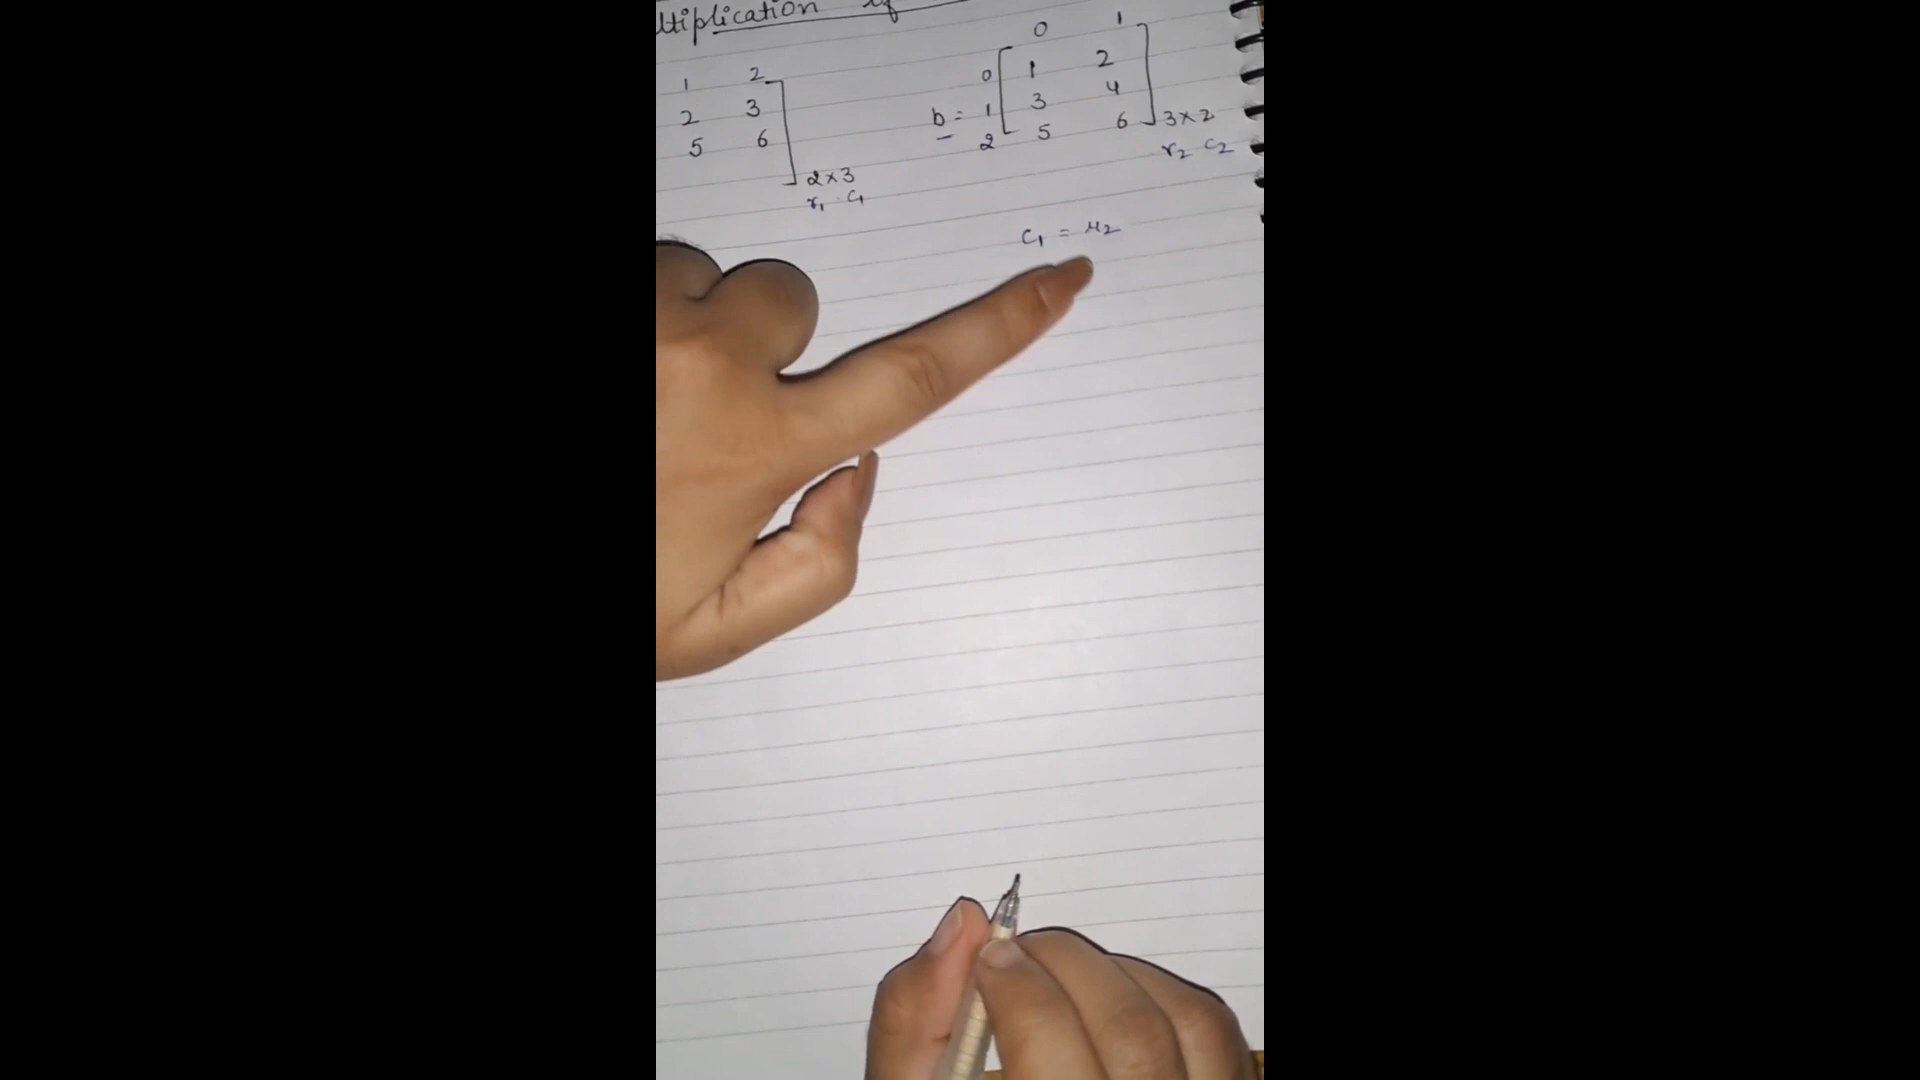 ltiplication of
1 2
2 3
5 6
2×3
r₁ c₁
0 1
0 1 2
b = 1 3 4
2 5 6
3×2
r₂ c₂
c₁ = r₂